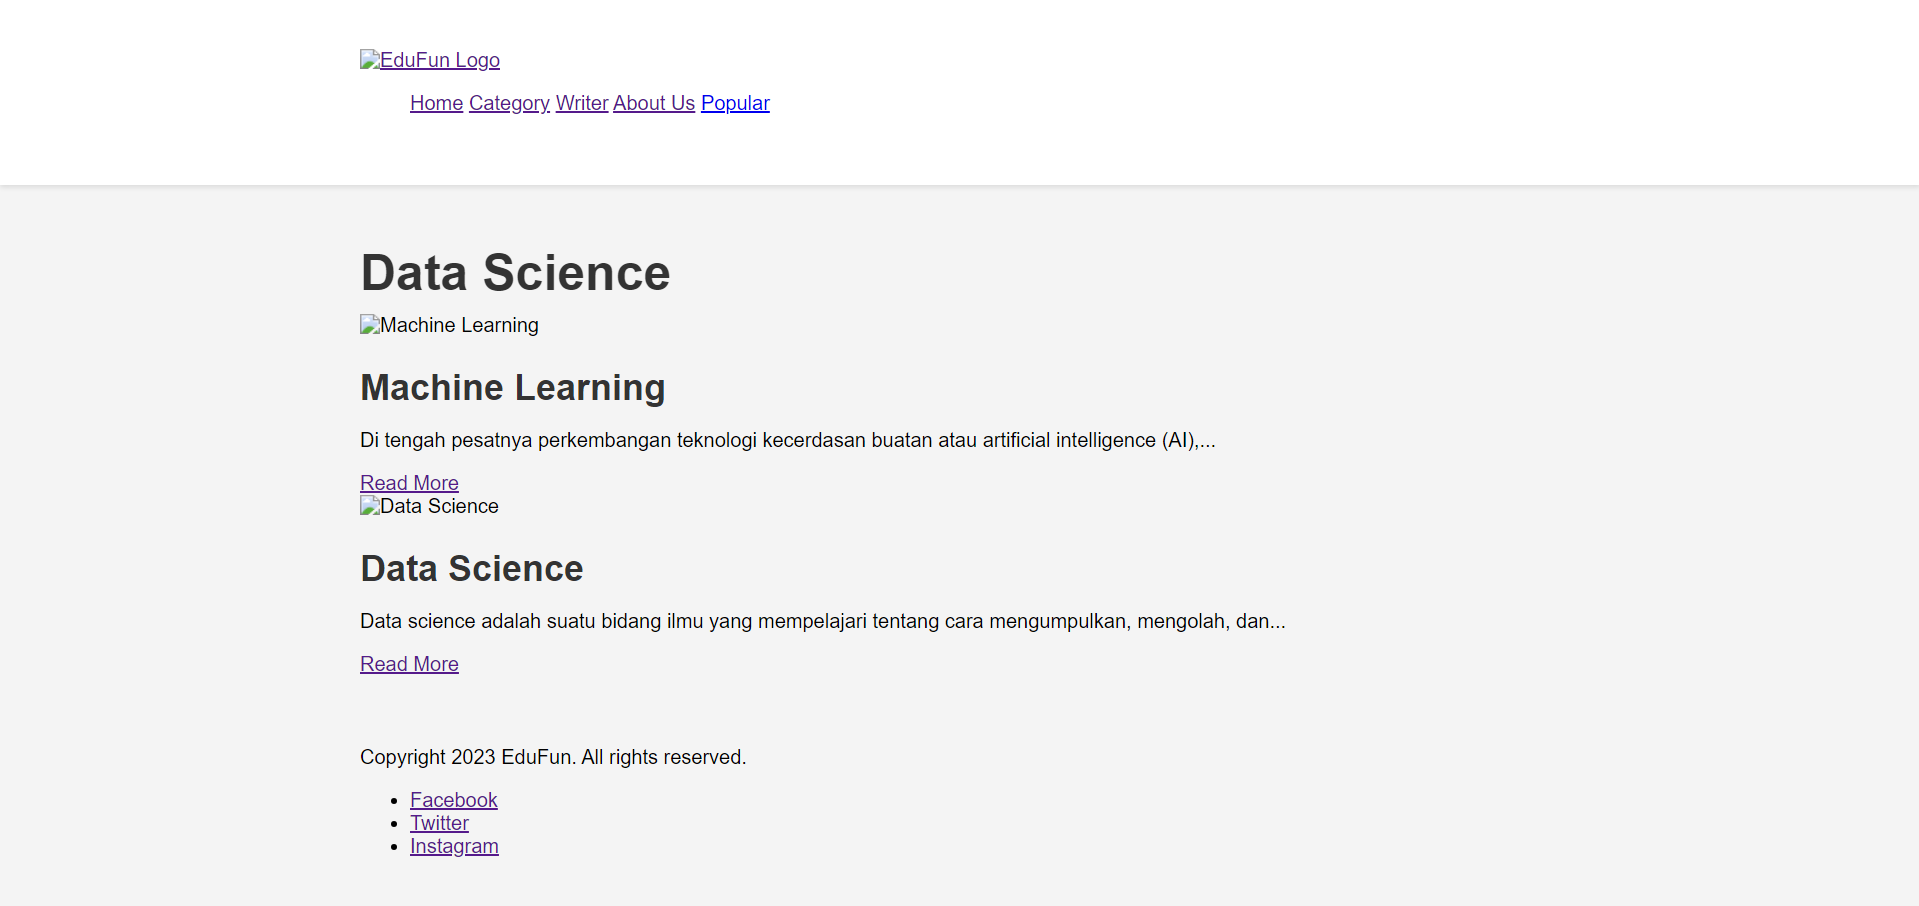 EduFun Logo
Home Category Writer About Us Popular
Data Science
Machine Learning
Machine Learning
Di tengah pesatnya perkembangan teknologi kecerdasan buatan atau artificial intelligence (AI),...
Read More
Data Science
Data Science
Data science adalah suatu bidang ilmu yang mempelajari tentang cara mengumpulkan, mengolah, dan...
Read More
Copyright 2023 EduFun. All rights reserved.
Facebook
Twitter
Instagram